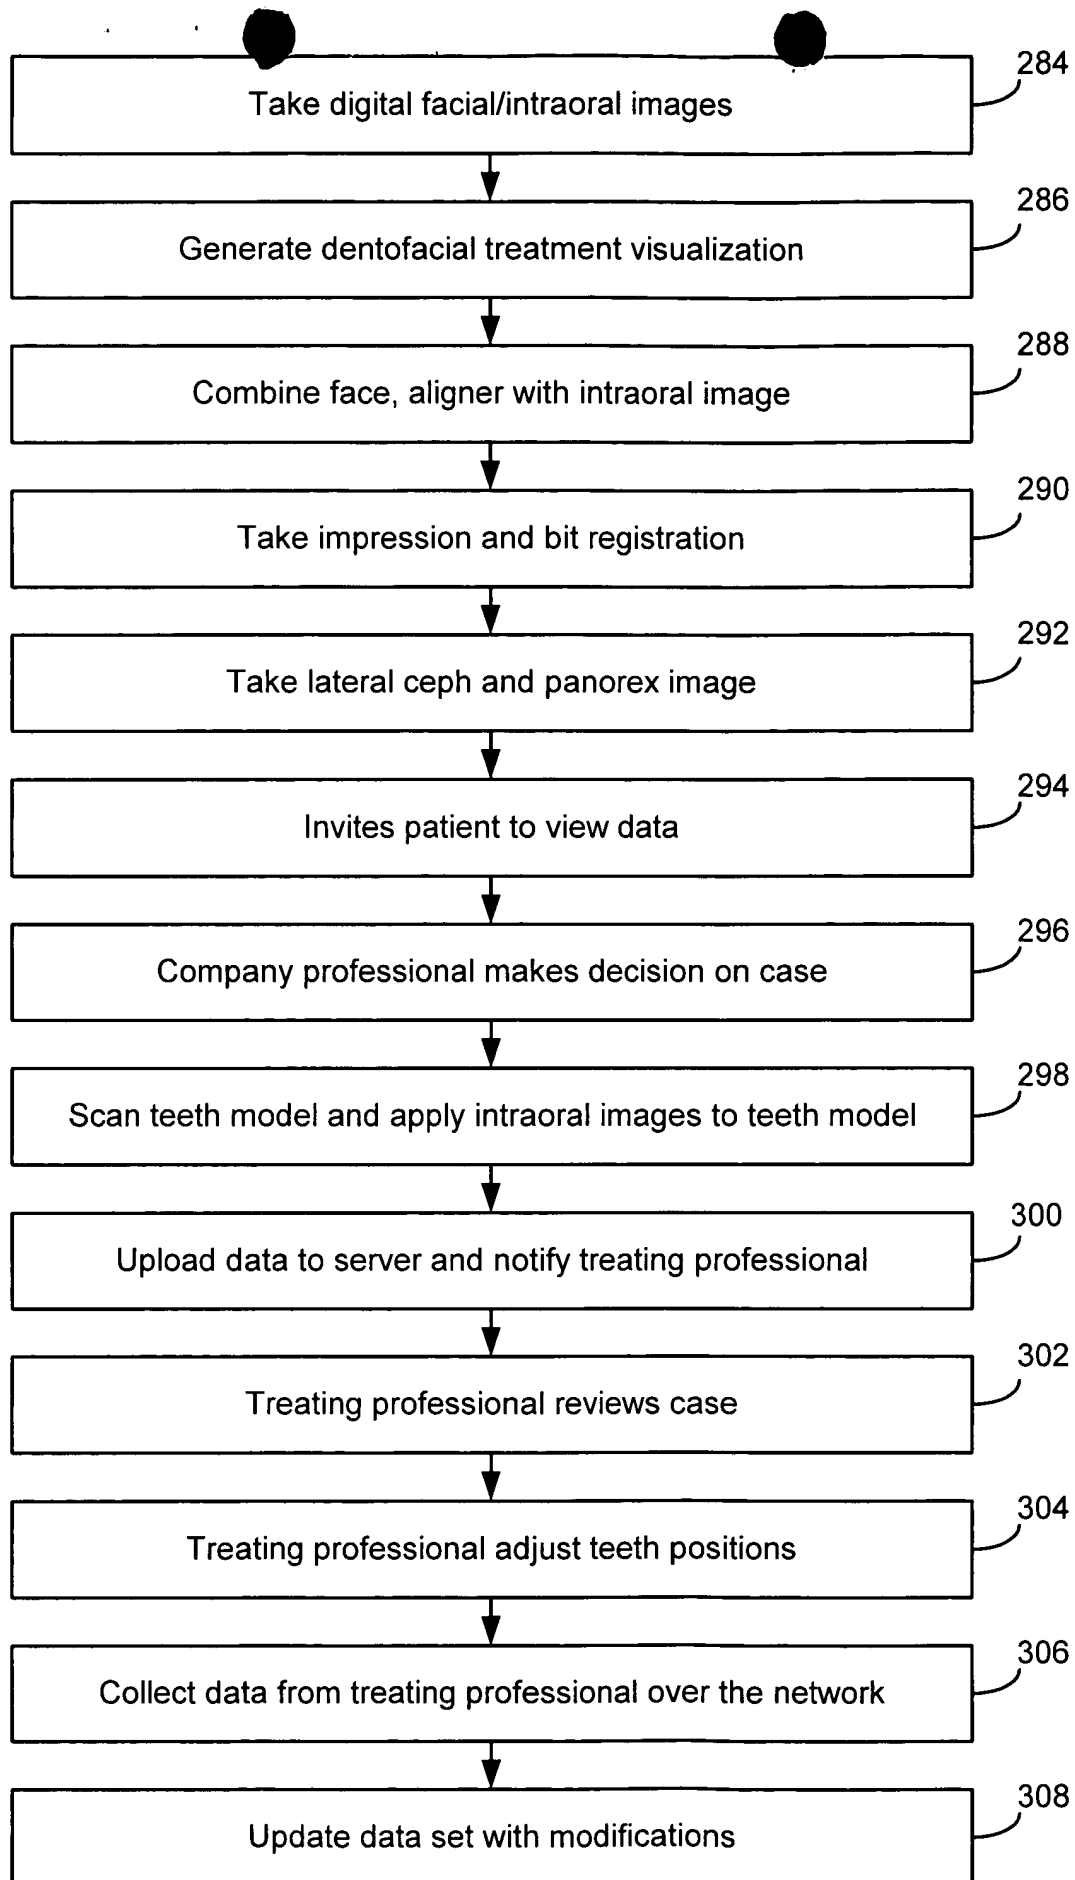 284
Take digital facial/intraoral images
286
Generate dentofacial treatment visualization
288
Combine face, aligner with intraoral image
290
Take impression and bit registration
292
Take lateral ceph and panorex image
294
Invites patient to view data
296
Company professional makes decision on case
298
Scan teeth model and apply intraoral images to teeth model
300
Upload data to server and notify treating professional
302
Treating professional reviews case
304
Treating professional adjust teeth positions
306
Collect data from treating professional over the network
308
Update data set with modifications